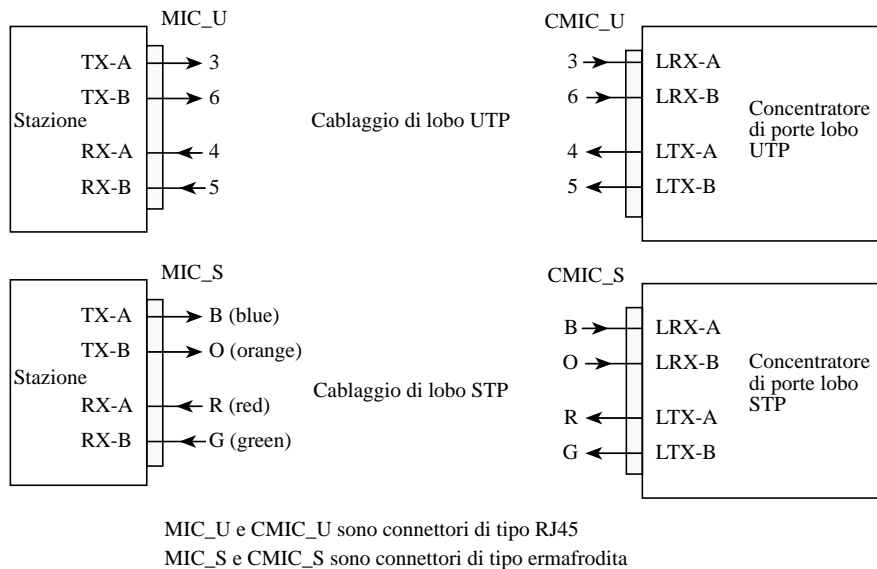 MIC_U
TX-A
3
TX-B
6
Stazione
RX-A
4
RX-B
5
Cablaggio di lobo UTP
CMIC_U
3
LRX-A
6
LRX-B
Concentratore
di porte lobo
UTP
4
LTX-A
5
LTX-B
MIC_S
TX-A
B (blue)
TX-B
O (orange)
Stazione
RX-A
R (red)
RX-B
G (green)
Cablaggio di lobo STP
CMIC_S
B
LRX-A
O
LRX-B
Concentratore
di porte lobo
STP
R
LTX-A
G
LTX-B
MIC_U e CMIC_U sono connettori di tipo RJ45
MIC_S e CMIC_S sono connettori di tipo ermafrodita